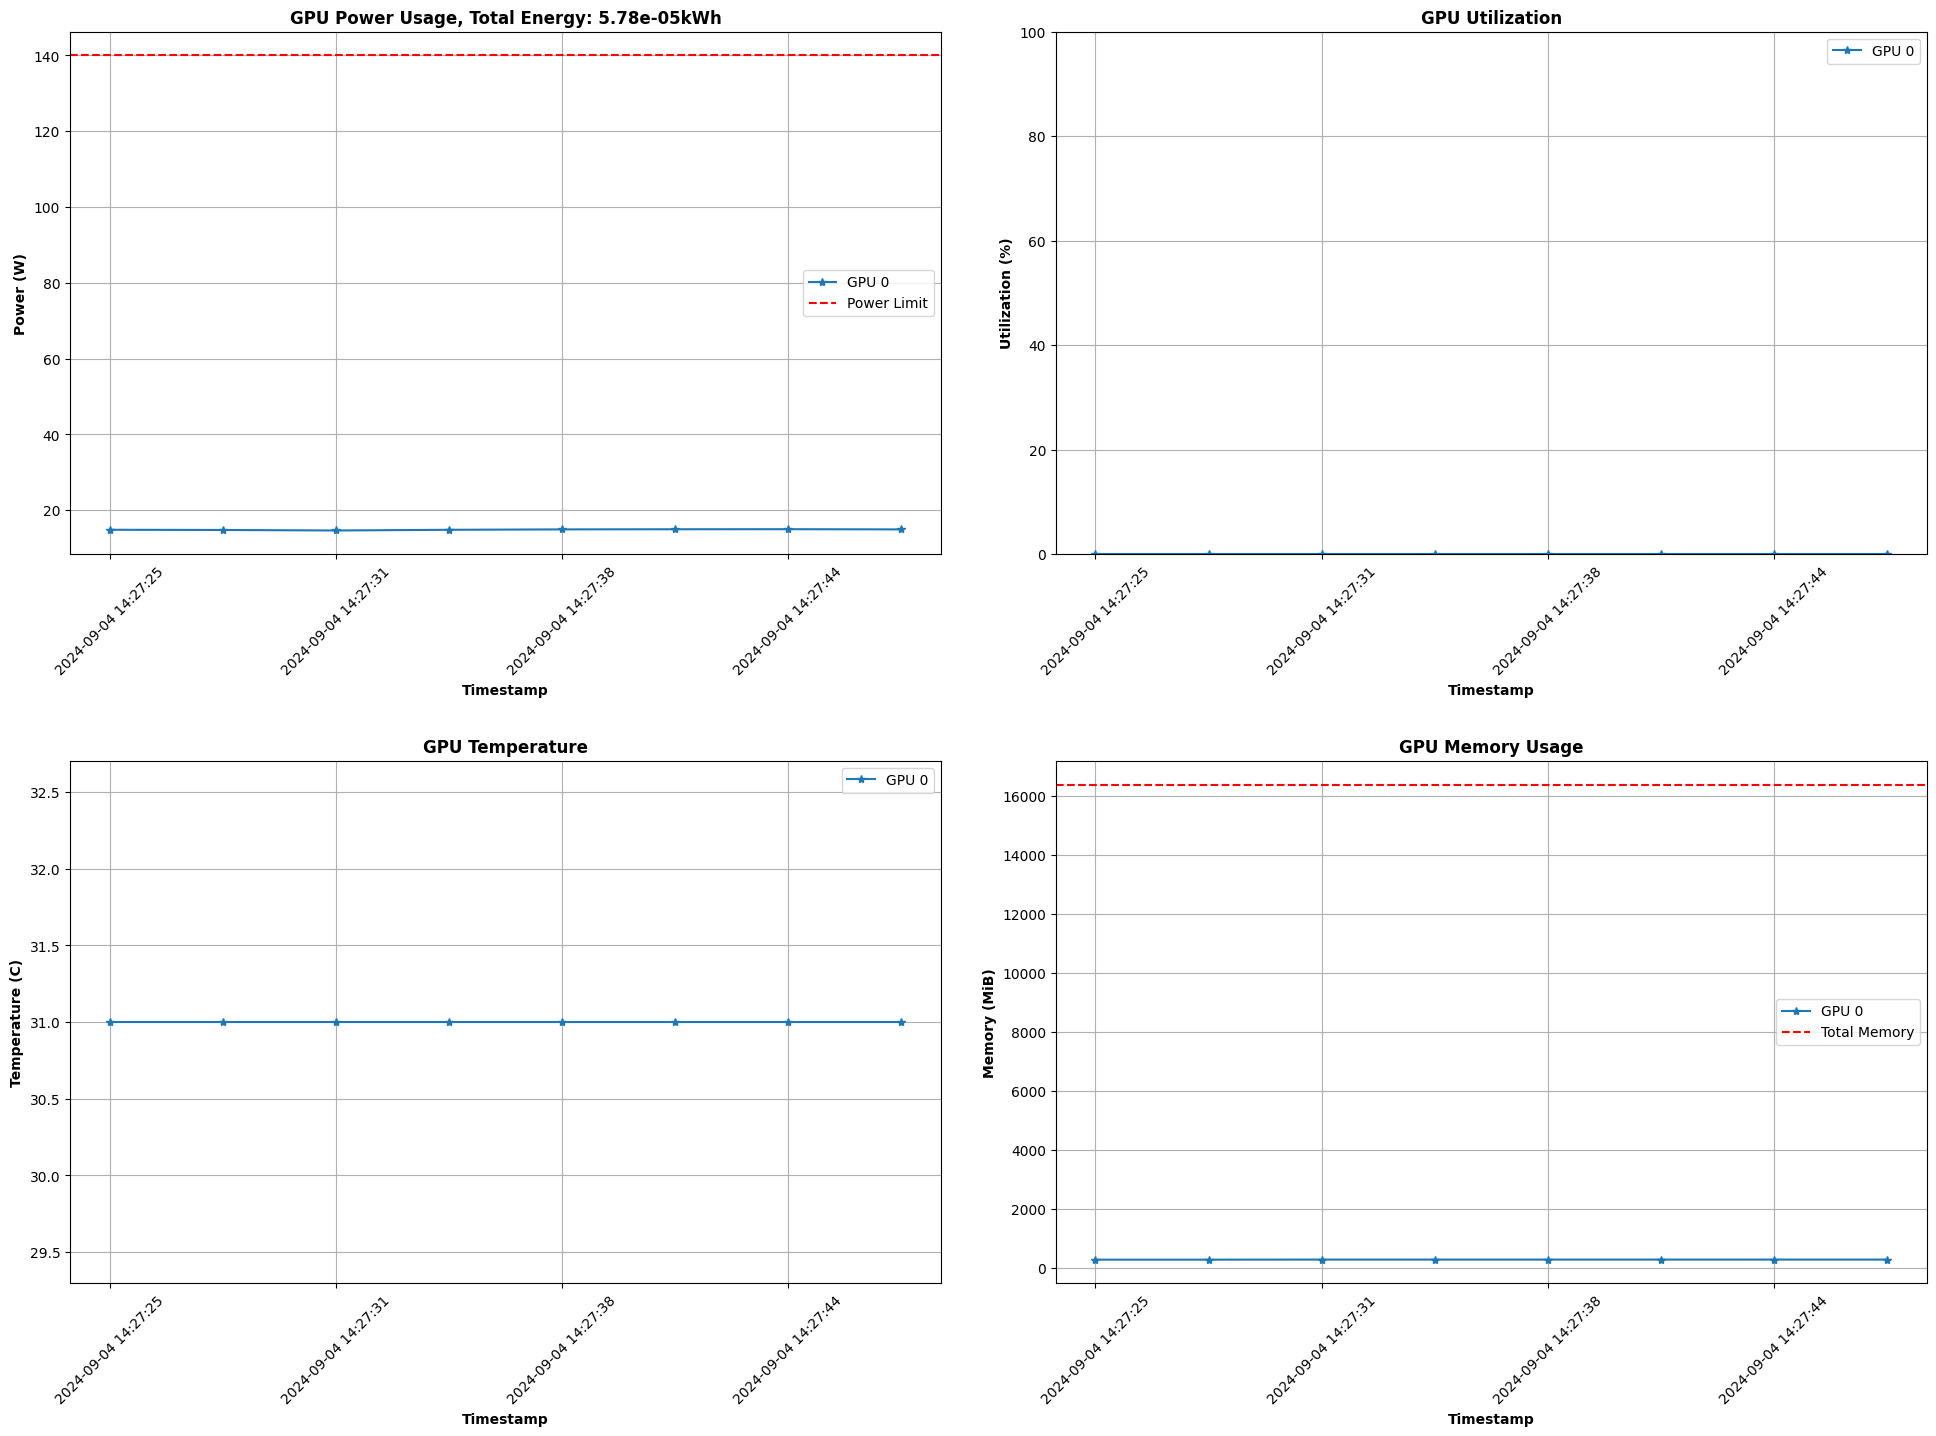 GPU Power Usage, Total Energy: 5.78e-05kWh
Power (W)
140
120
100
80
60
40
20
GPU 0
Power Limit
2024-09-04 14:27:25
2024-09-04 14:27:31
2024-09-04 14:27:38
2024-09-04 14:27:44
Timestamp
GPU Utilization
Utilization (%)
100
80
60
40
20
0
GPU 0
2024-09-04 14:27:25
2024-09-04 14:27:31
2024-09-04 14:27:38
2024-09-04 14:27:44
Timestamp
GPU Temperature
Temperature (C)
32.5
32.0
31.5
31.0
30.5
30.0
29.5
GPU 0
2024-09-04 14:27:25
2024-09-04 14:27:31
2024-09-04 14:27:38
2024-09-04 14:27:44
Timestamp
GPU Memory Usage
Memory (MiB)
16000
14000
12000
10000
8000
6000
4000
2000
0
GPU 0
Total Memory
2024-09-04 14:27:25
2024-09-04 14:27:31
2024-09-04 14:27:38
2024-09-04 14:27:44
Timestamp